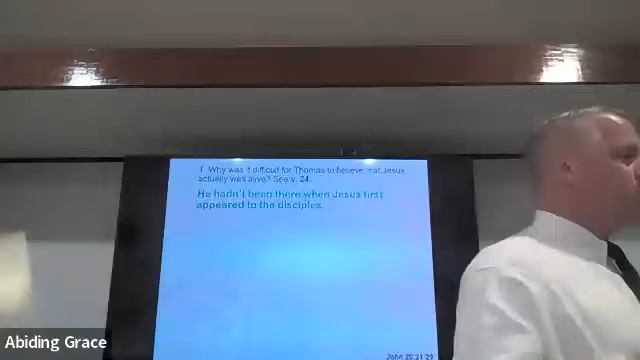 1. Why was it difficult for Thomas to believe that Jesus
actually was alive? See v. 24.
He hadn't been there when Jesus first
appeared to the disciples.
John 20:24-29
Abiding Grace